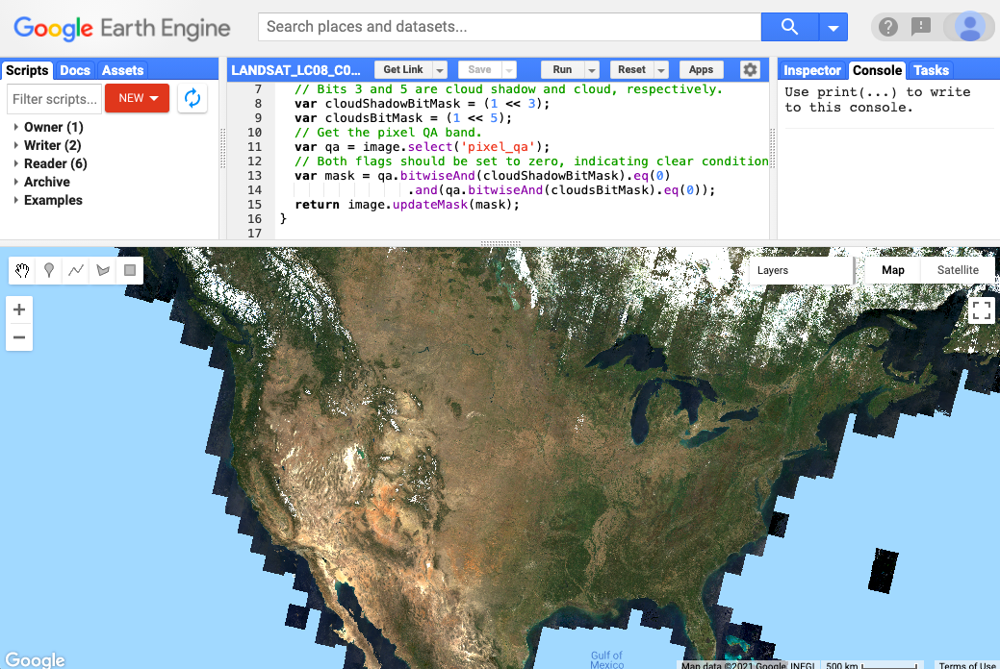 Google Earth Engine
Search places and datasets...
Scripts Docs Assets
Filter scripts...
NEW
Owner (1)
Writer (2)
Reader (6)
Archive
Examples
LANDSAT_LC08_C0... Get Link Save Run Reset Apps
7 // Bits 3 and 5 are cloud shadow and cloud, respectively.
8 var cloudShadowBitMask = (1 << 3);
9 var cloudsBitMask = (1 << 5);
10 // Get the pixel QA band.
11 var qa = image.select('pixel_qa');
12 // Both flags should be set to zero, indicating clear condition
13 var mask = qa.bitwiseAnd(cloudShadowBitMask).eq(0)
14 .and(qa.bitwiseAnd(cloudsBitMask).eq(0));
15 return image.updateMask(mask);
16 }
17
Inspector Console Tasks
Use print(...) to write
to this console.
Layers
Map Satellite
+
−
Gulf of
Mexico
Google
Map data ©2021 Google, INEGI 500 km Terms of Use